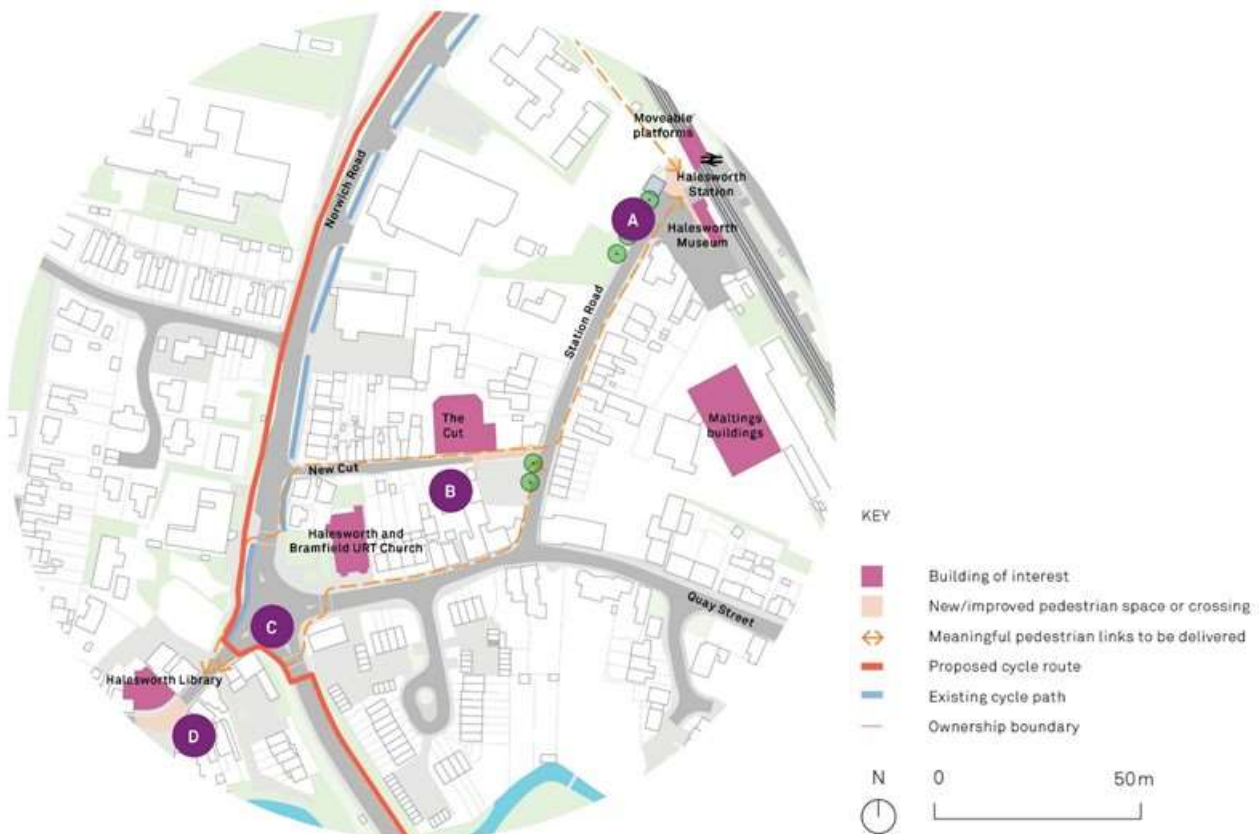 Moveable
platforms
Halesworth
Station
A
Halesworth
Museum
Norwich Road
Station Road
The
Cut
Maltings
buildings
New Cut
B
Halesworth and
Bramfield URT Church
Quay Street
C
Halesworth Library
D
KEY
Building of interest
New/improved pedestrian space or crossing
Meaningful pedestrian links to be delivered
Proposed cycle route
Existing cycle path
Ownership boundary
N
0 50m